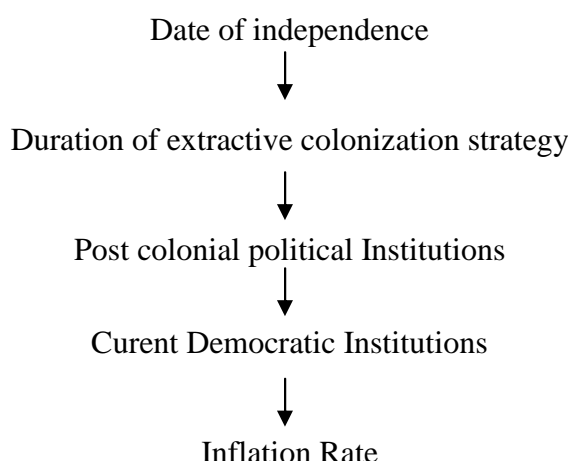 Date of independence
Duration of extractive colonization strategy
Post colonial political Institutions
Curent Democratic Institutions
Inflation Rate